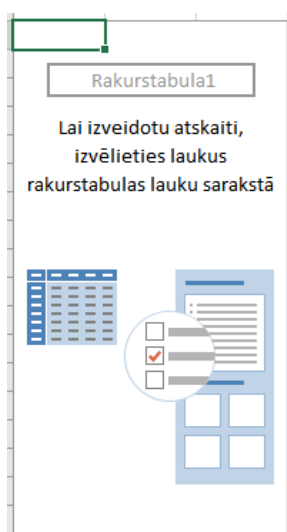 Rakurstabula1
Lai izveidotu atskaiti,
izvēlieties laukus
rakurstabulas lauku sarakstā